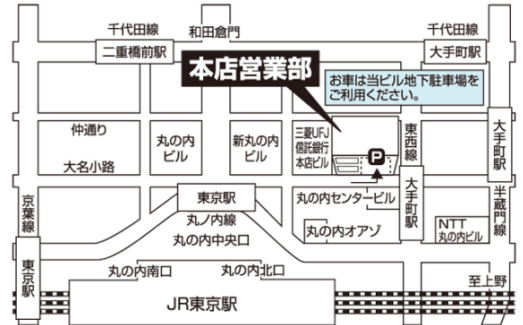 千代田線
和田倉門
千代田線
二重橋前駅
大手町駅
本店営業部
お車は当ビル地下駐車場を
ご利用ください。
仲通り
大名小路
丸の内
ビル
新丸の内
ビル
三菱UFJ
信託銀行
本店ビル
P
東西線
大手町駅
大手町駅
半蔵門線
東京駅
丸ノ内線
丸の内中央口
丸の内センタービル
丸の内オアゾ
NTT
丸の内ビル
京葉線
東京駅
丸の内南口
丸の内北口
至上野
JR東京駅